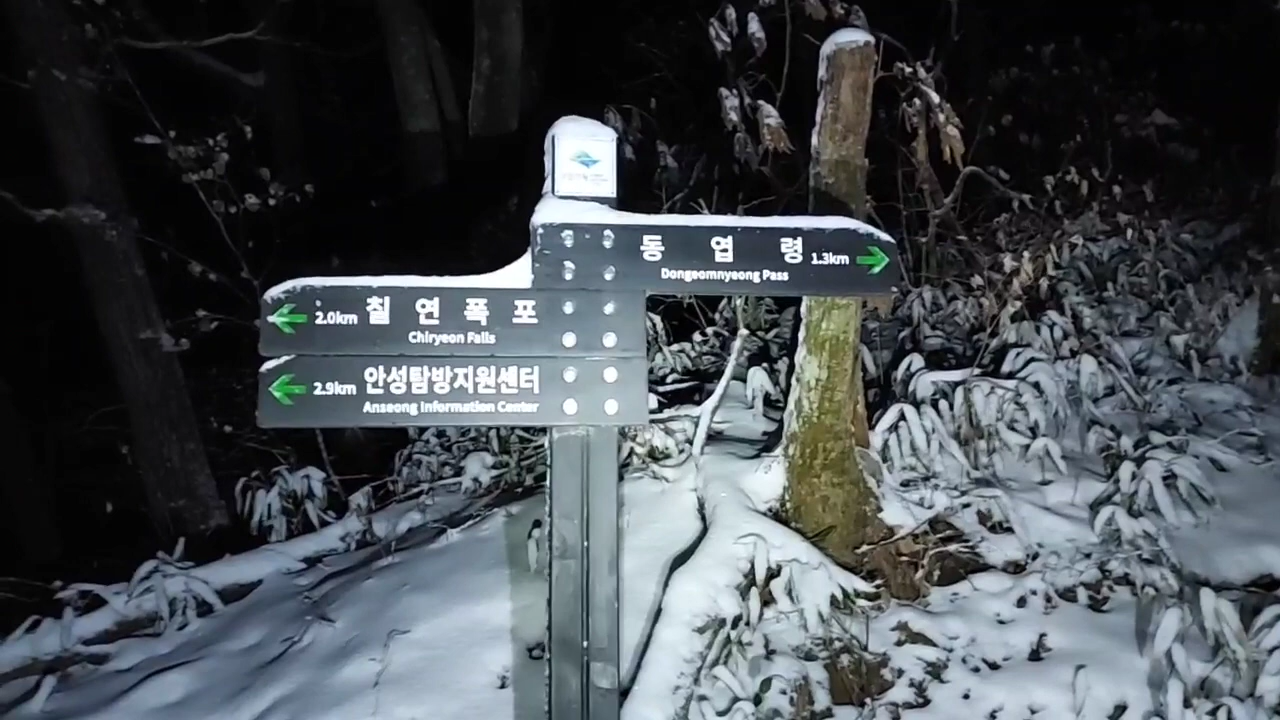 동 엽 령 1.3km
Dongeomnyeong Pass
2.0km 칠 연 폭 포
Chiryeon Falls
2.9km 안성탐방지원센터
Anseong Information Center